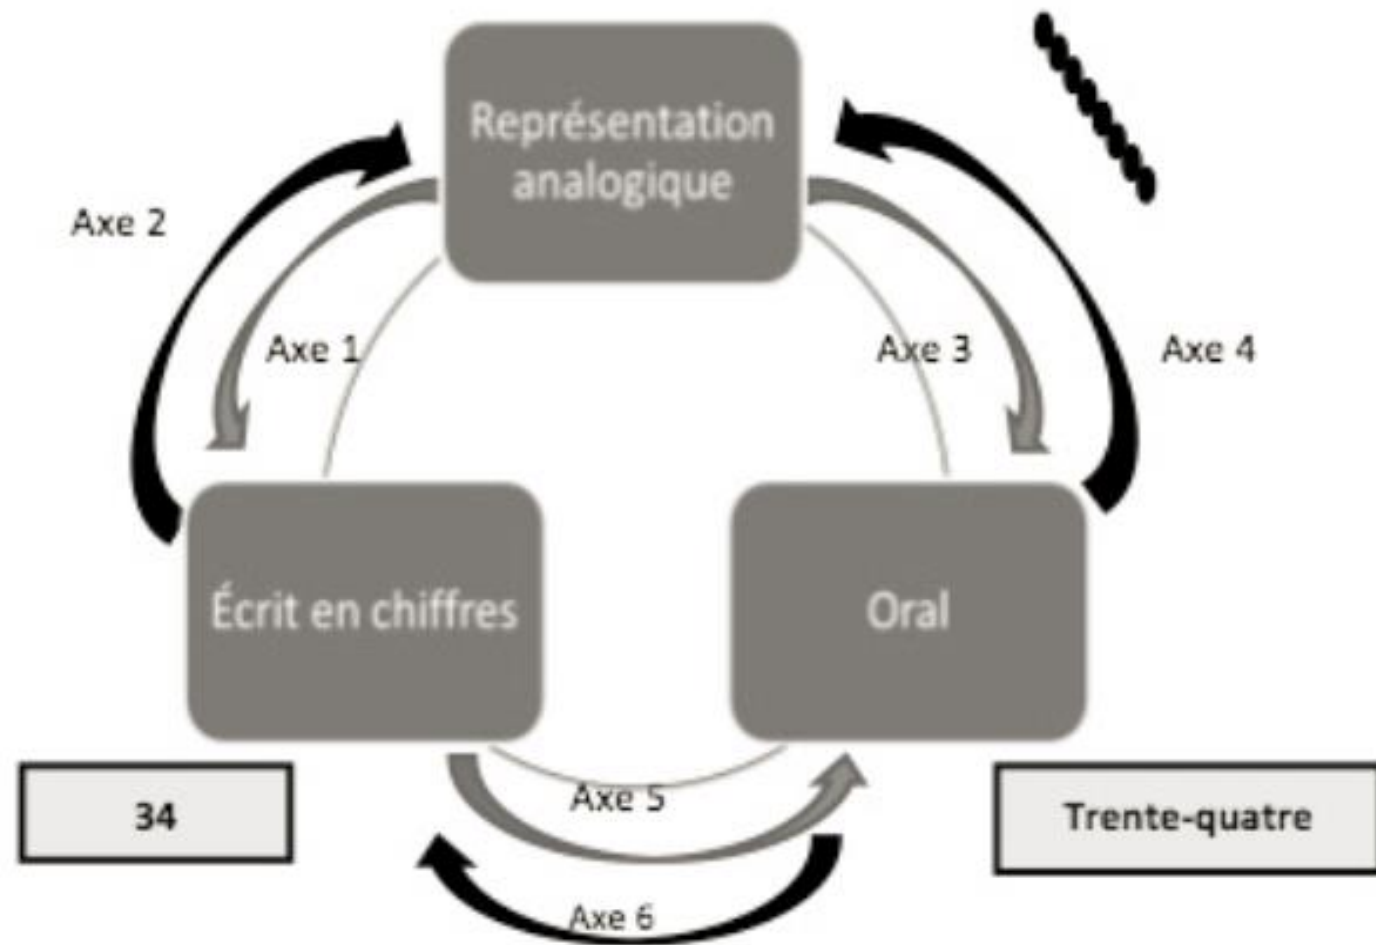 Représentation
analogique
Axe 2
Axe 1
Axe 3
Axe 4
Écrit en chiffres
Oral
34
Axe 5
Trente-quatre
Axe 6